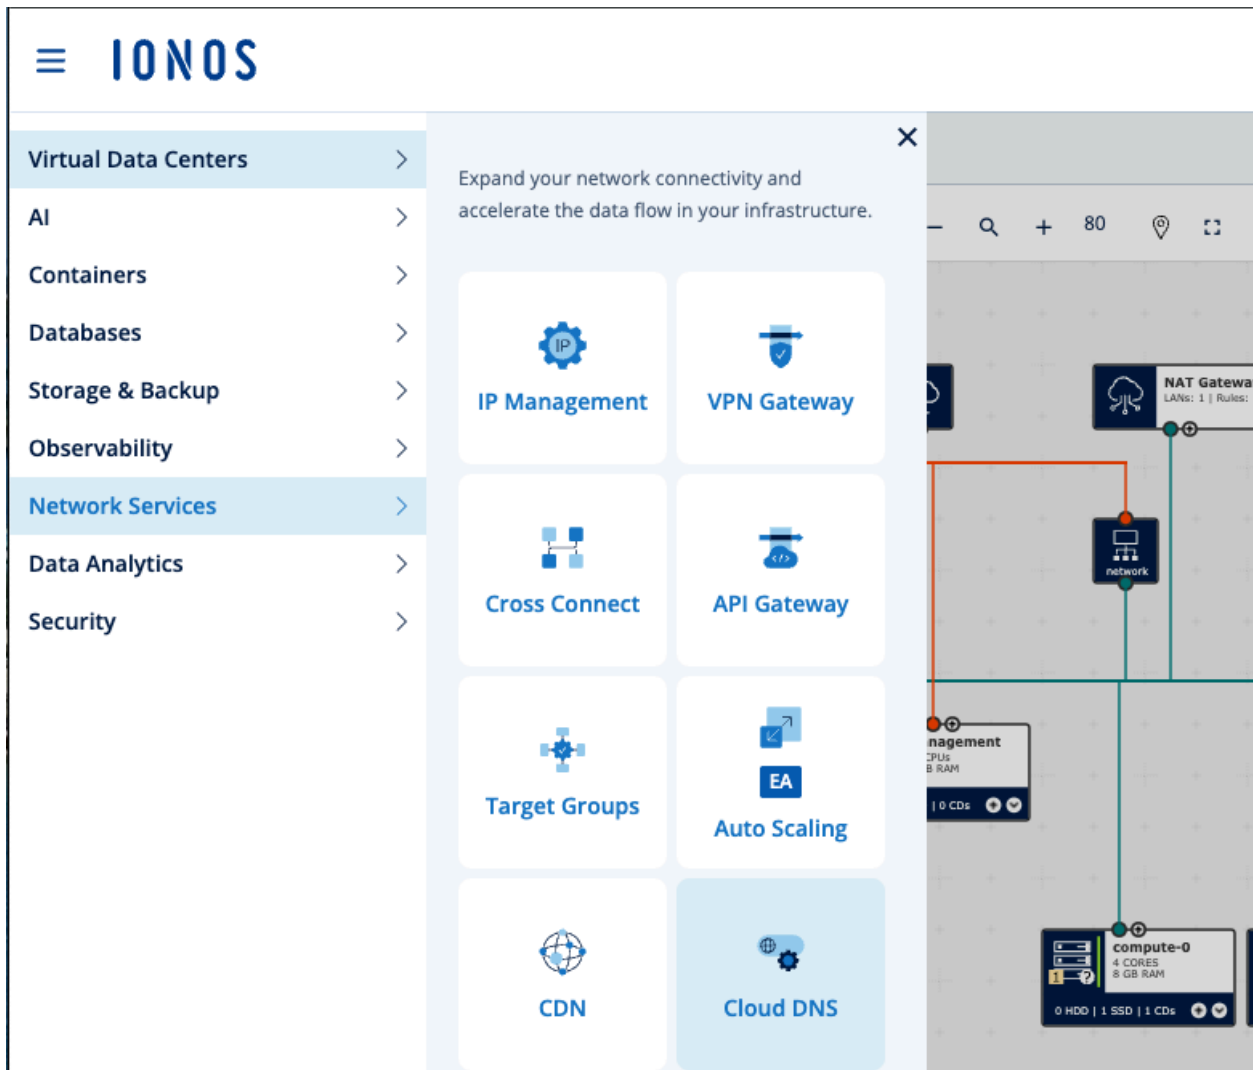 IONOS
Virtual Data Centers
AI
Containers
Databases
Storage & Backup
Observability
Network Services
Data Analytics
Security
Expand your network connectivity and
accelerate the data flow in your infrastructure.
IP
IP Management
VPN Gateway
Cross Connect
</>
API Gateway
Target Groups
EA
Auto Scaling
CDN
Cloud DNS
80
NAT Gatewa
LANs: 1 | Rules:
network
nagement
CPUs
B RAM
| 0 CDs
compute-0
4 CORES
8 GB RAM
1
?
0 HDD | 1 SSD | 1 CDs